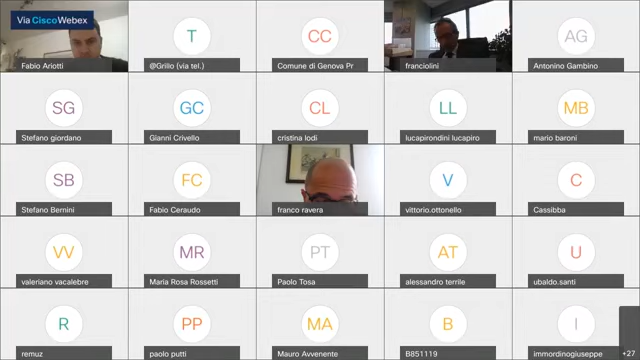 Via Cisco Webex
Fabio Ariotti
T
@Grillo (via tel.)
CC
Comune di Genova Pr
franciolini
AG
Antonino Gambino
SG
Stefano giordano
GC
Gianni Crivello
CL
cristina lodi
LL
lucapirondini lucapiro
MB
mario baroni
SB
Stefano Bernini
FC
Fabio Ceraudo
franco ravera
V
vittorio.ottonello
C
Cassibba
VV
valeriano vacalebre
MR
Maria Rosa Rossetti
PT
Paolo Tosa
AT
alessandro terrile
U
ubaldo.santi
R
remuz
PP
paolo putti
MA
Mauro Avvenente
B
B851119
I
immordinogiuseppe
+27